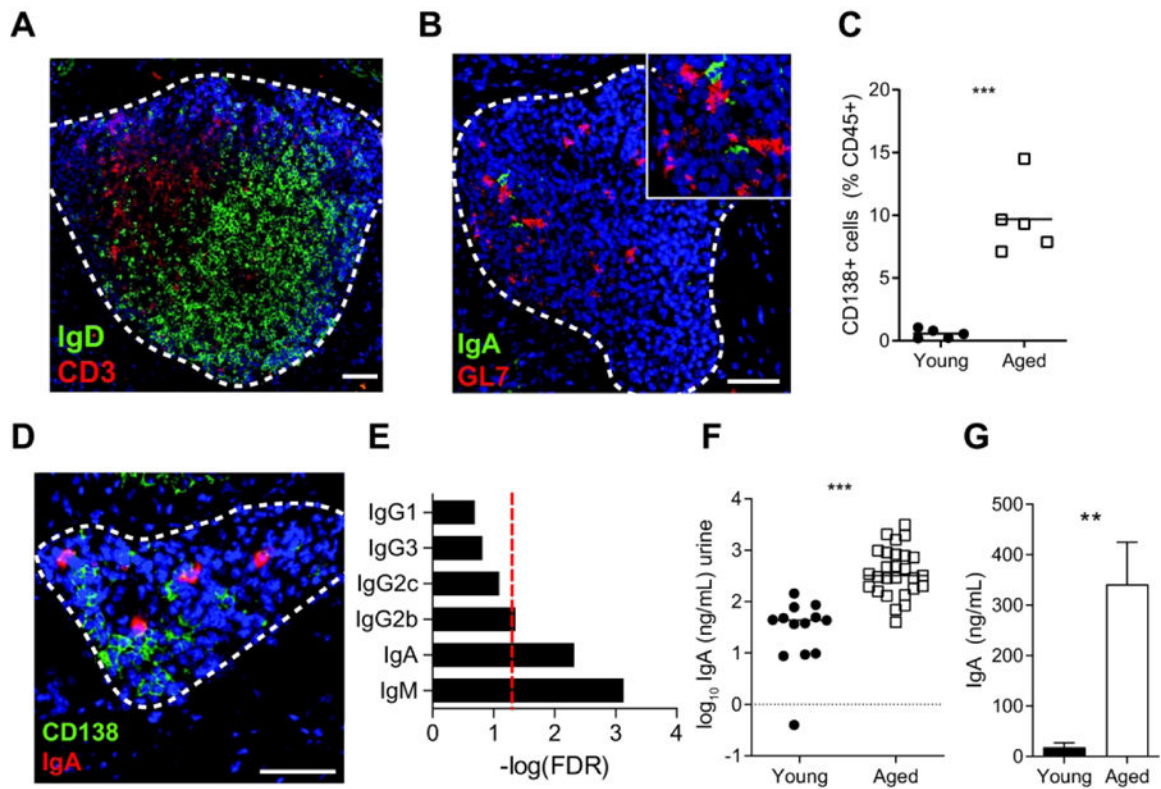 A
IgD
CD3
B
IgA
GL7
C
CD138+ cells (% CD45+)
20
15
10
5
0
***
Young
Aged
D
CD138
IgA
E
IgG1
IgG3
IgG2c
IgG2b
IgA
IgM
0
1
2
3
4
-log(FDR)
F
log10 IgA (ng/mL) urine
4
3
2
1
0
-1
***
Young
Aged
G
IgA (ng/mL)
500
400
300
200
100
0
**
Young
Aged